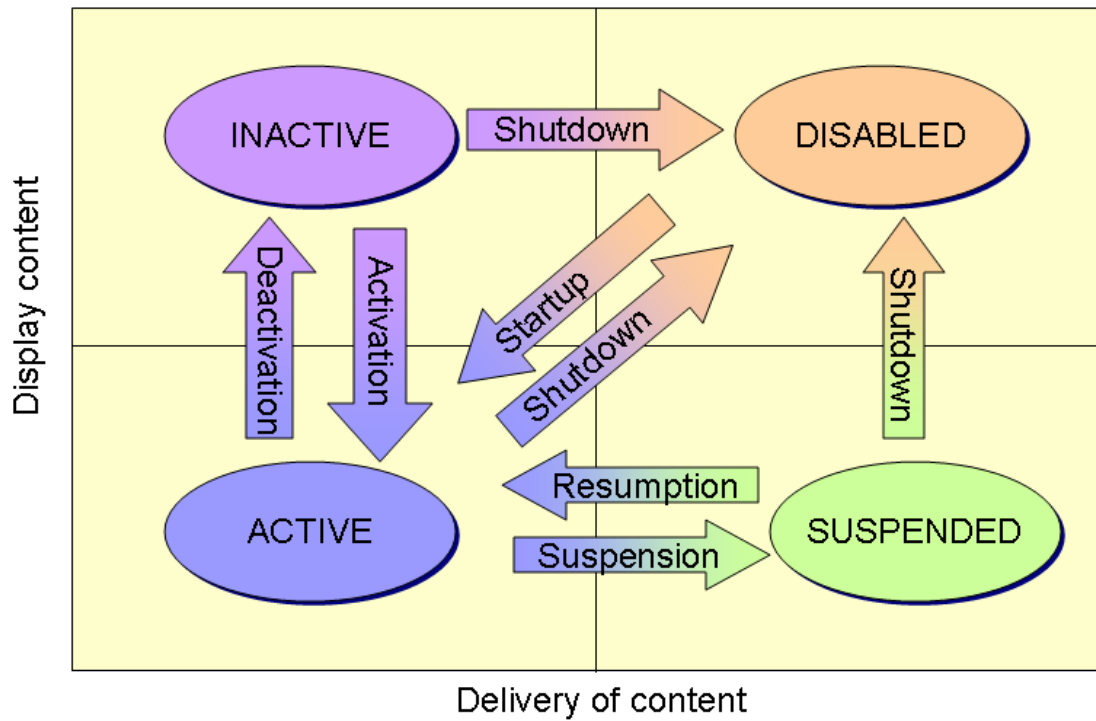 INACTIVE
Shutdown
DISABLED
Deactivation
Activation
Startup
Shutdown
Shutdown
Display content
ACTIVE
Resumption
Suspension
SUSPENDED
Delivery of content